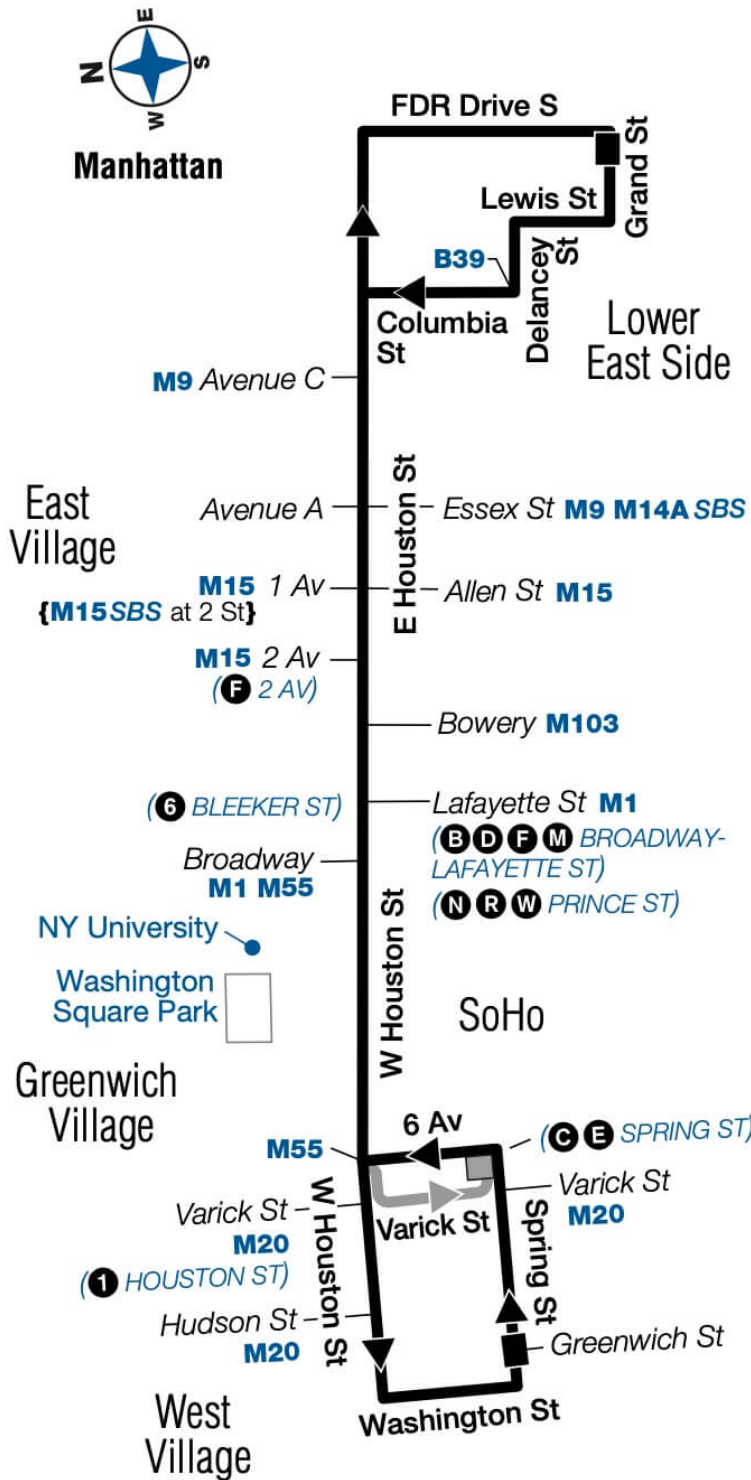 E
N
S
W
Manhattan
FDR Drive S
Grand St
Lewis St
Delancey
St
B39
Columbia
St
Lower
East Side
M9 Avenue C
E Houston St
East
Village
Avenue A
Essex St M9 M14A SBS
M15 1 Av
{M15SBS at 2 St}
Allen St M15
M15 2 Av
(F 2 AV)
Bowery M103
(6 BLEEKER ST)
Lafayette St M1
(B D F M BROADWAY-
LAFAYETTE ST)
(N R W PRINCE ST)
Broadway
M1 M55
W Houston St
NY University
Washington
Square Park
SoHo
Greenwich
Village
6 Av
(C E SPRING ST)
M55
Varick St
M20
(1 HOUSTON ST)
W Houston St
Varick St
Spring St
Varick St
M20
Hudson St
M20
Greenwich St
Washington St
West
Village